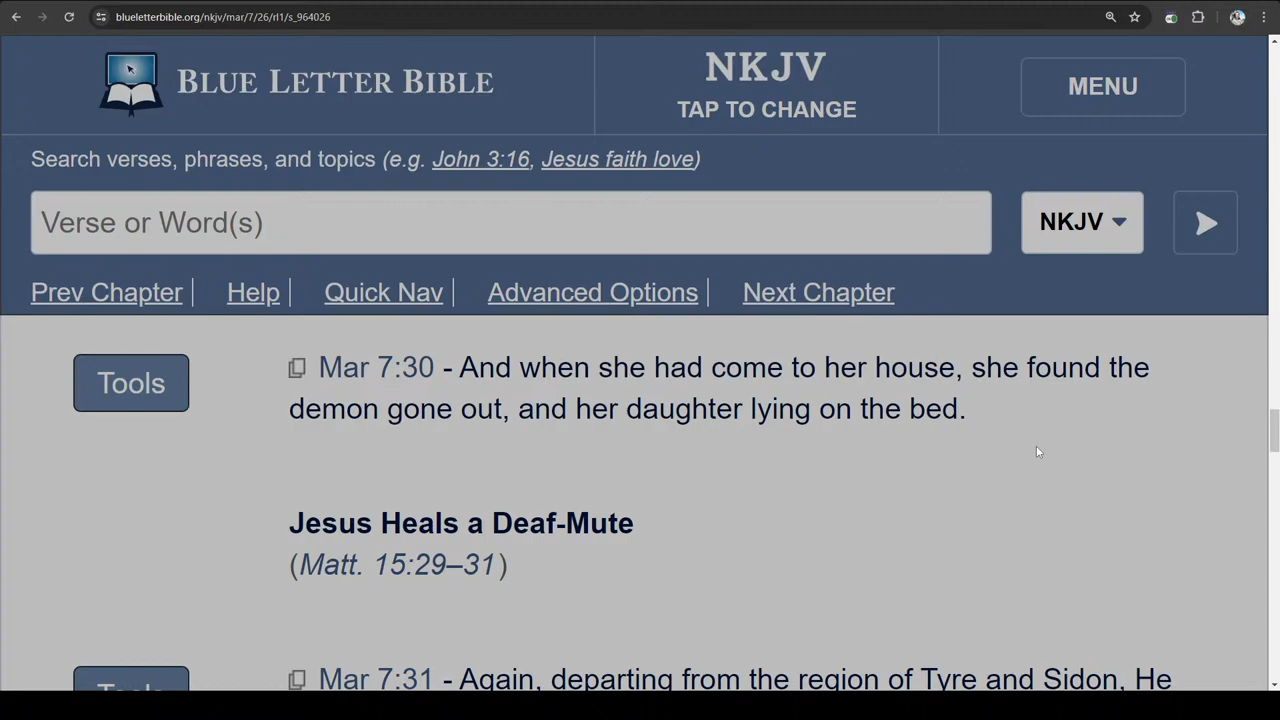 blueletterbible.org/nkjv/mar/7/26/rl1/s_964026
BLUE LETTER BIBLE
NKJV
TAP TO CHANGE
MENU
Search verses, phrases, and topics (e.g. John 3:16, Jesus faith love)
Verse or Word(s)
NKJV
Prev Chapter
Help
Quick Nav
Advanced Options
Next Chapter
Tools
Mar 7:30 - And when she had come to her house, she found the
demon gone out, and her daughter lying on the bed.
Jesus Heals a Deaf-Mute
(Matt. 15:29–31)
Tools
Mar 7:31 - Again, departing from the region of Tyre and Sidon, He